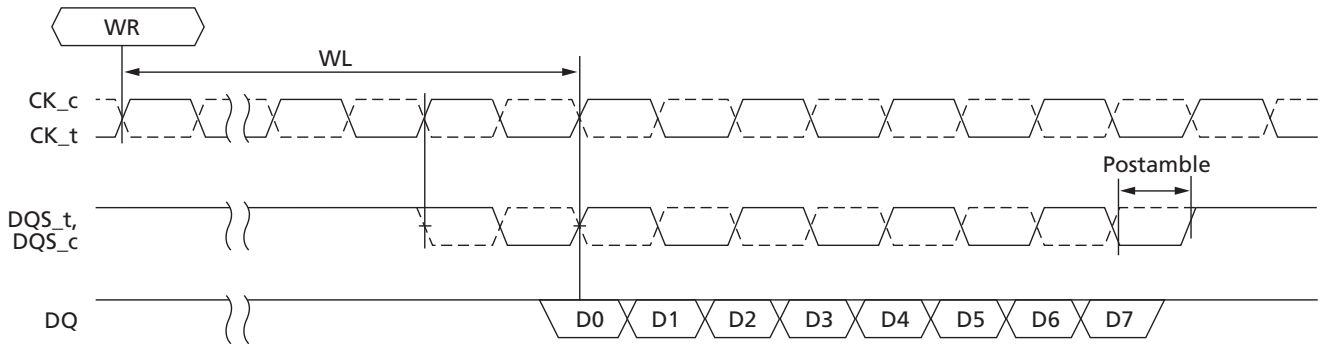 WR
WL
CK_c
CK_t
Postamble
DQS_t,
DQS_c
DQ D0 D1 D2 D3 D4 D5 D6 D7